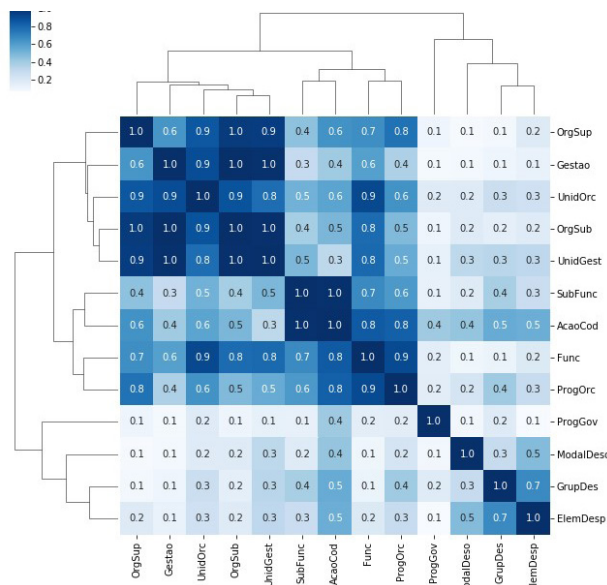 1.0
0.8
0.6
0.4
0.2
1.0 0.6 0.9 1.0 0.9 0.4 0.6 0.7 0.8 0.1 0.1 0.1 0.2 OrgSup
0.6 1.0 0.9 1.0 1.0 0.3 0.4 0.6 0.4 0.1 0.1 0.1 0.1 Gestao
0.9 0.9 1.0 0.9 0.8 0.5 0.6 0.9 0.6 0.2 0.2 0.3 0.3 UnidOrc
1.0 1.0 0.9 1.0 1.0 0.4 0.5 0.8 0.5 0.1 0.2 0.2 0.2 OrgSub
0.9 1.0 0.8 1.0 1.0 0.5 0.3 0.8 0.5 0.1 0.3 0.3 0.3 UnidGest
0.4 0.3 0.5 0.4 0.5 1.0 1.0 0.7 0.6 0.1 0.2 0.4 0.3 SubFunc
0.6 0.4 0.6 0.5 0.3 1.0 1.0 0.8 0.8 0.4 0.4 0.5 0.5 AcaoCod
0.7 0.6 0.9 0.8 0.8 0.7 0.8 1.0 0.9 0.2 0.1 0.1 0.2 Func
0.8 0.4 0.6 0.5 0.5 0.6 0.8 0.9 1.0 0.2 0.2 0.4 0.3 ProgOrc
0.1 0.1 0.2 0.1 0.1 0.1 0.4 0.2 0.2 1.0 0.1 0.2 0.1 ProgGov
0.1 0.1 0.2 0.2 0.3 0.2 0.4 0.1 0.2 0.1 1.0 0.3 0.5 ModalDesc
0.1 0.1 0.3 0.2 0.3 0.4 0.5 0.1 0.4 0.2 0.3 1.0 0.7 GrupDes
0.2 0.1 0.3 0.2 0.3 0.3 0.5 0.2 0.3 0.1 0.5 0.7 1.0 ElemDesp
OrgSup Gestao UnidOrc OrgSub UnidGest SubFunc AcaoCod Func ProgOrc ProgGov odalDeso GrupDes lemDesp